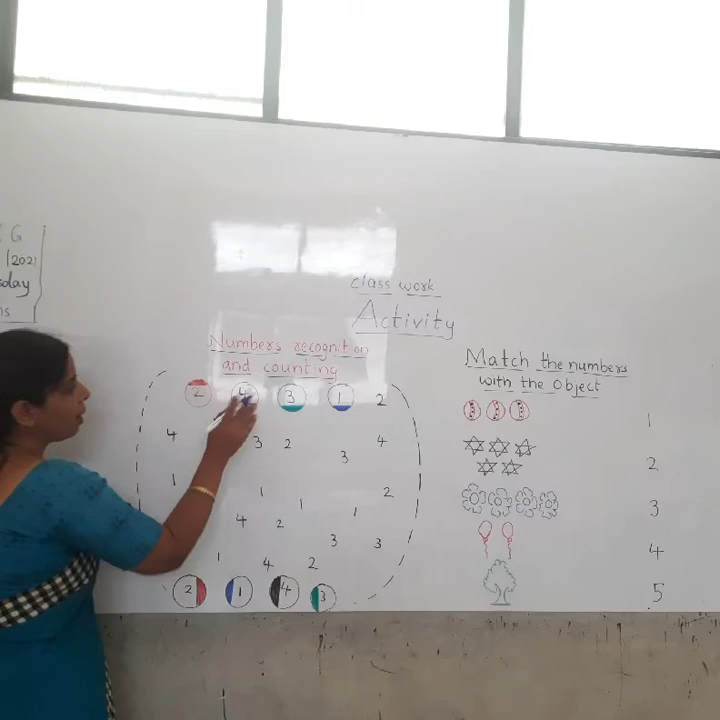 G
2021
class work
Activity
Numbers recognition
and counting
2 4 3 1 2
4 3 2 3 4
1 1 1 1 2
4 2 3 3
1 4 2
2 1 4 3
Match the numbers
with the Object
1
2
3
4
5